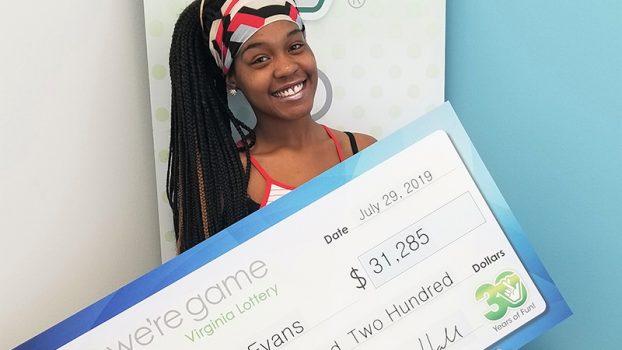 ®
Date July 29, 2019
$ 31,285
we're game
Virginia Lottery
Evans
d Two Hundred Dollars
30
Years of Fun!